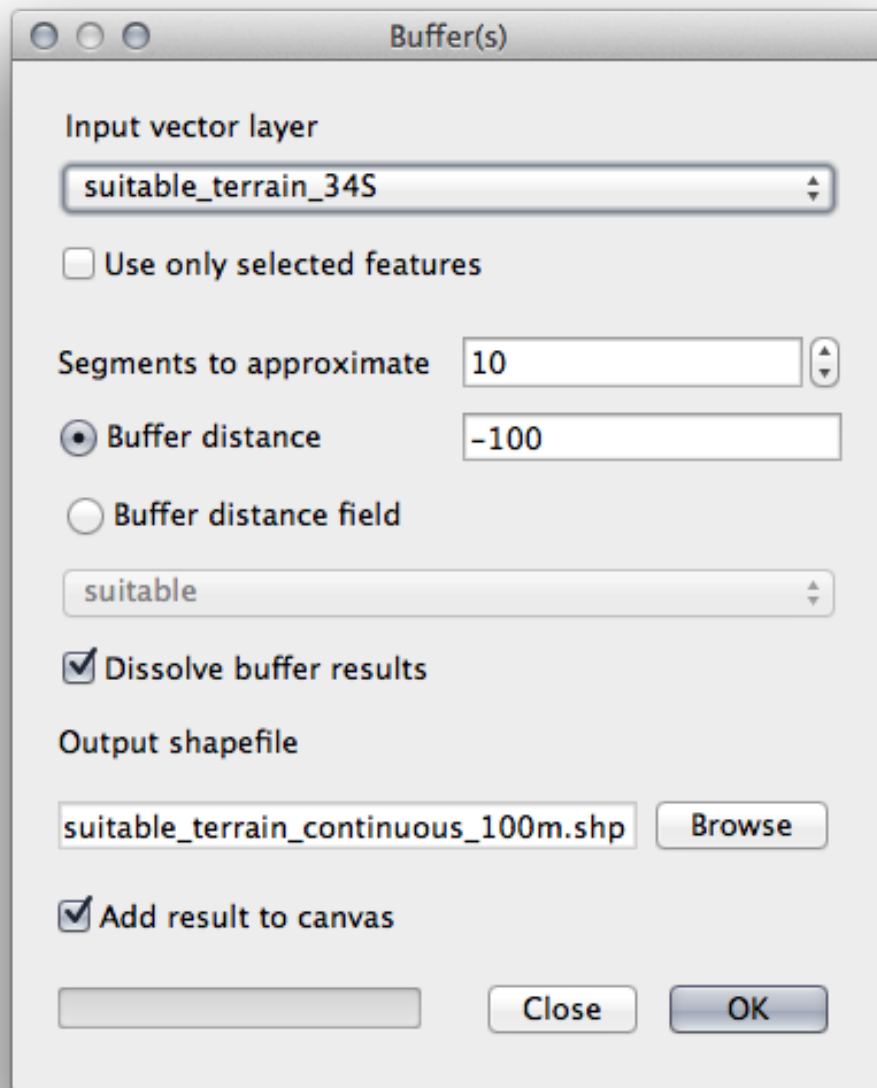 Buffer(s)
Input vector layer
suitable_terrain_34S
Use only selected features
Segments to approximate 10
Buffer distance -100
Buffer distance field
suitable
Dissolve buffer results
Output shapefile
suitable_terrain_continuous_100m.shp Browse
Add result to canvas
Close OK